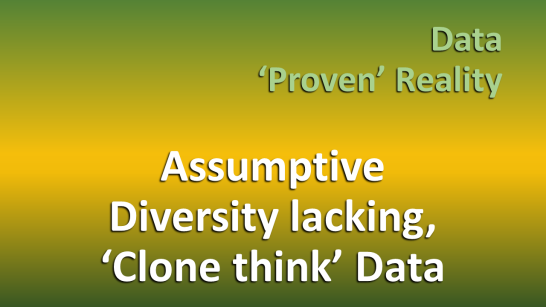 Data
‘Proven’ Reality
Assumptive
Diversity lacking,
‘Clone think’ Data